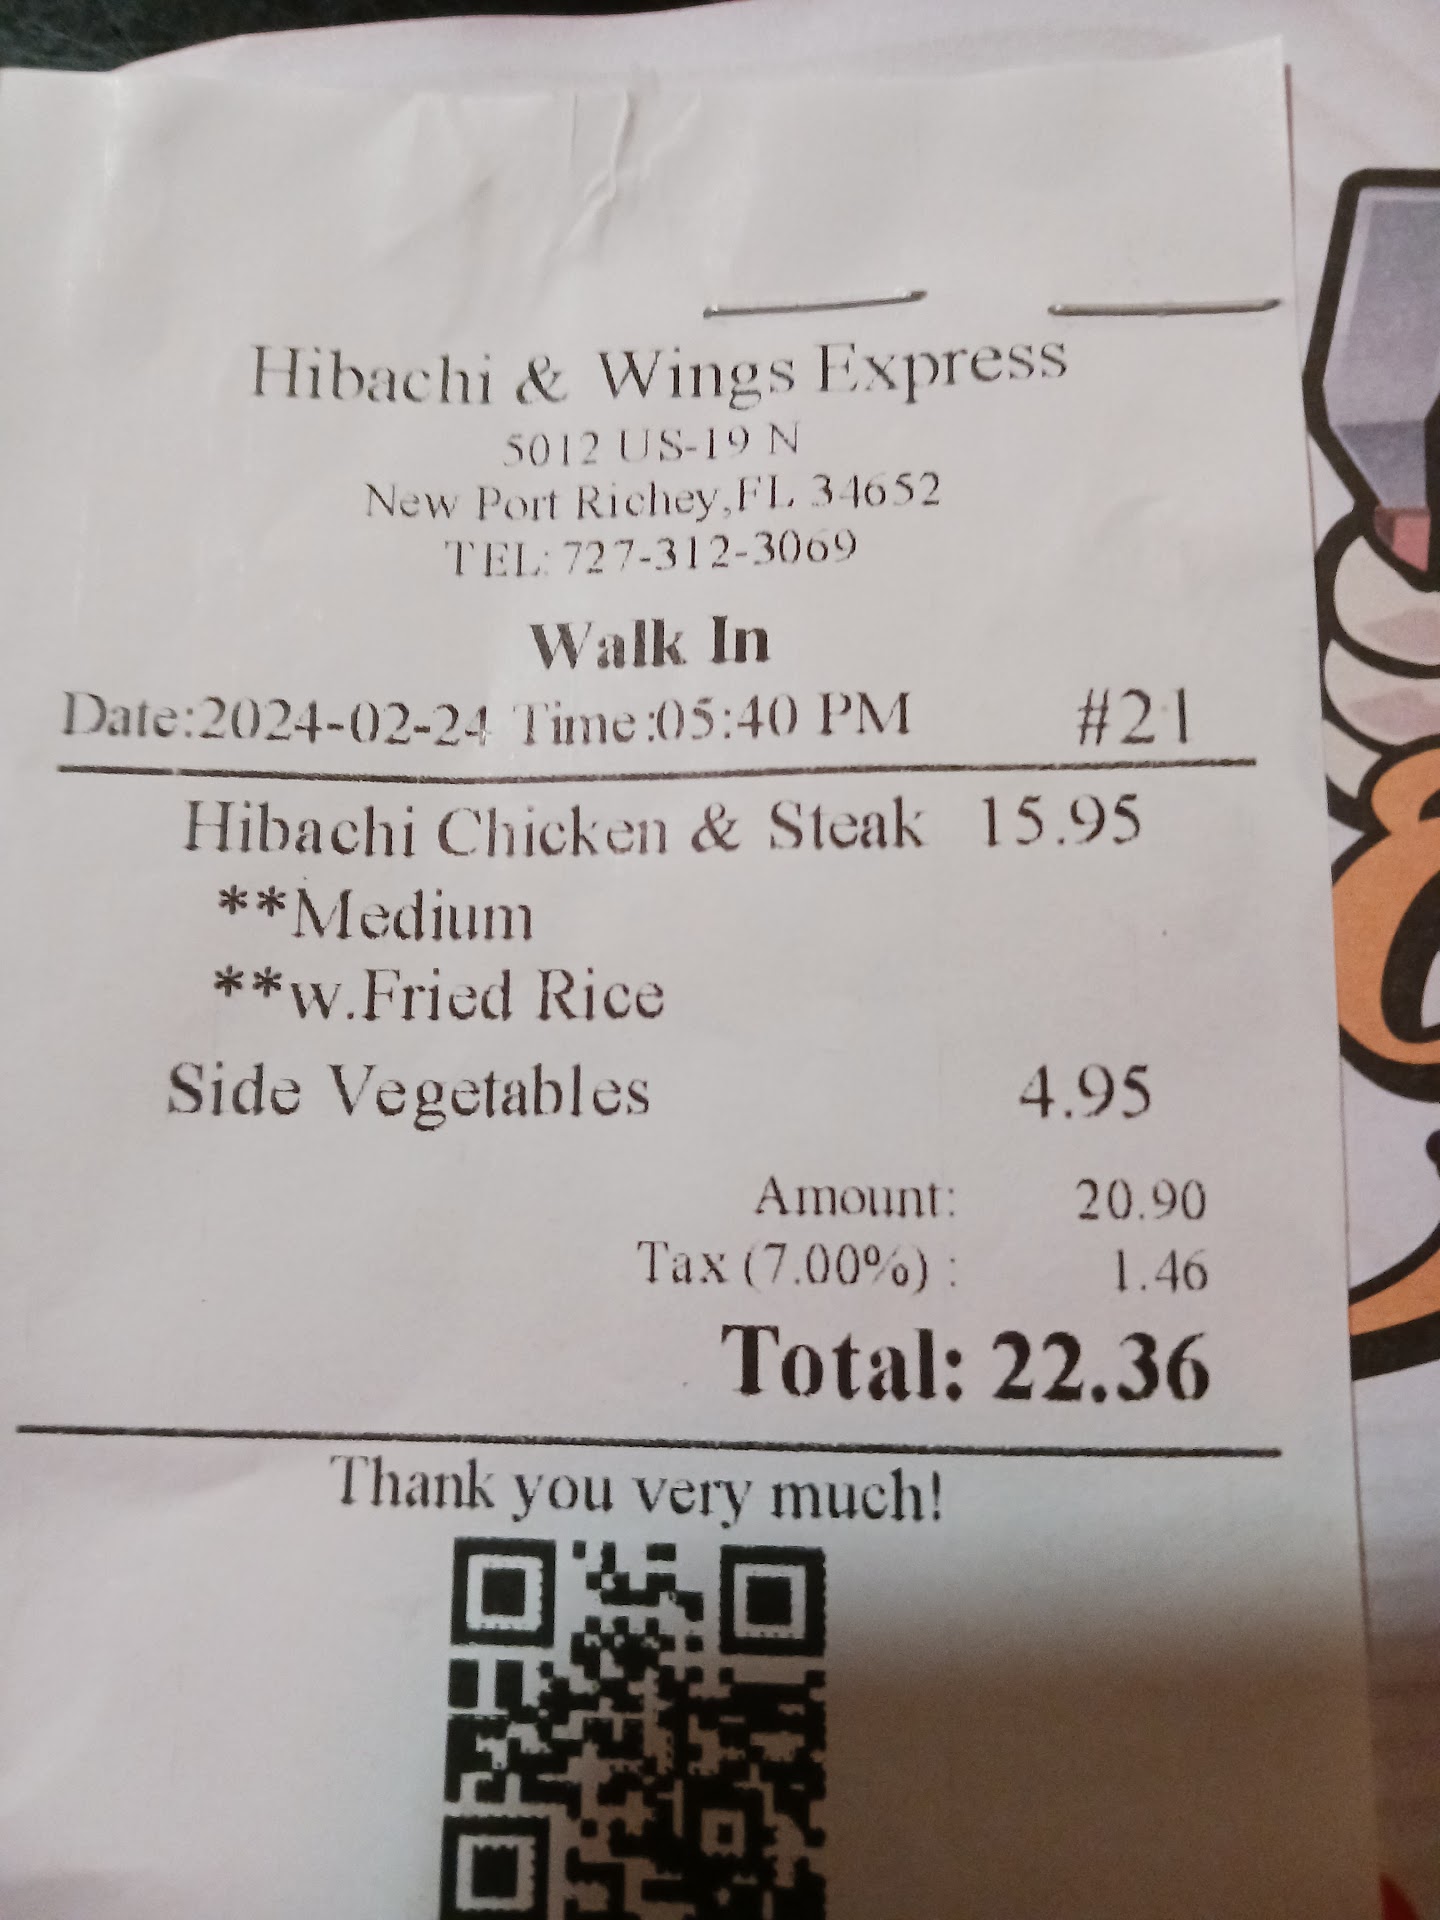 Hibachi & Wings Express
5012 US-19 N
New Port Richey,FL 34652
TEL:727-312-3069
Walk In
Date:2024-02-24 Time:05:40 PM #21
Hibachi Chicken & Steak 15.95
**Medium
**w.Fried Rice
Side Vegetables 4.95
Amount: 20.90
Tax (7.00%) : 1.46
Total: 22.36
Thank you very much!